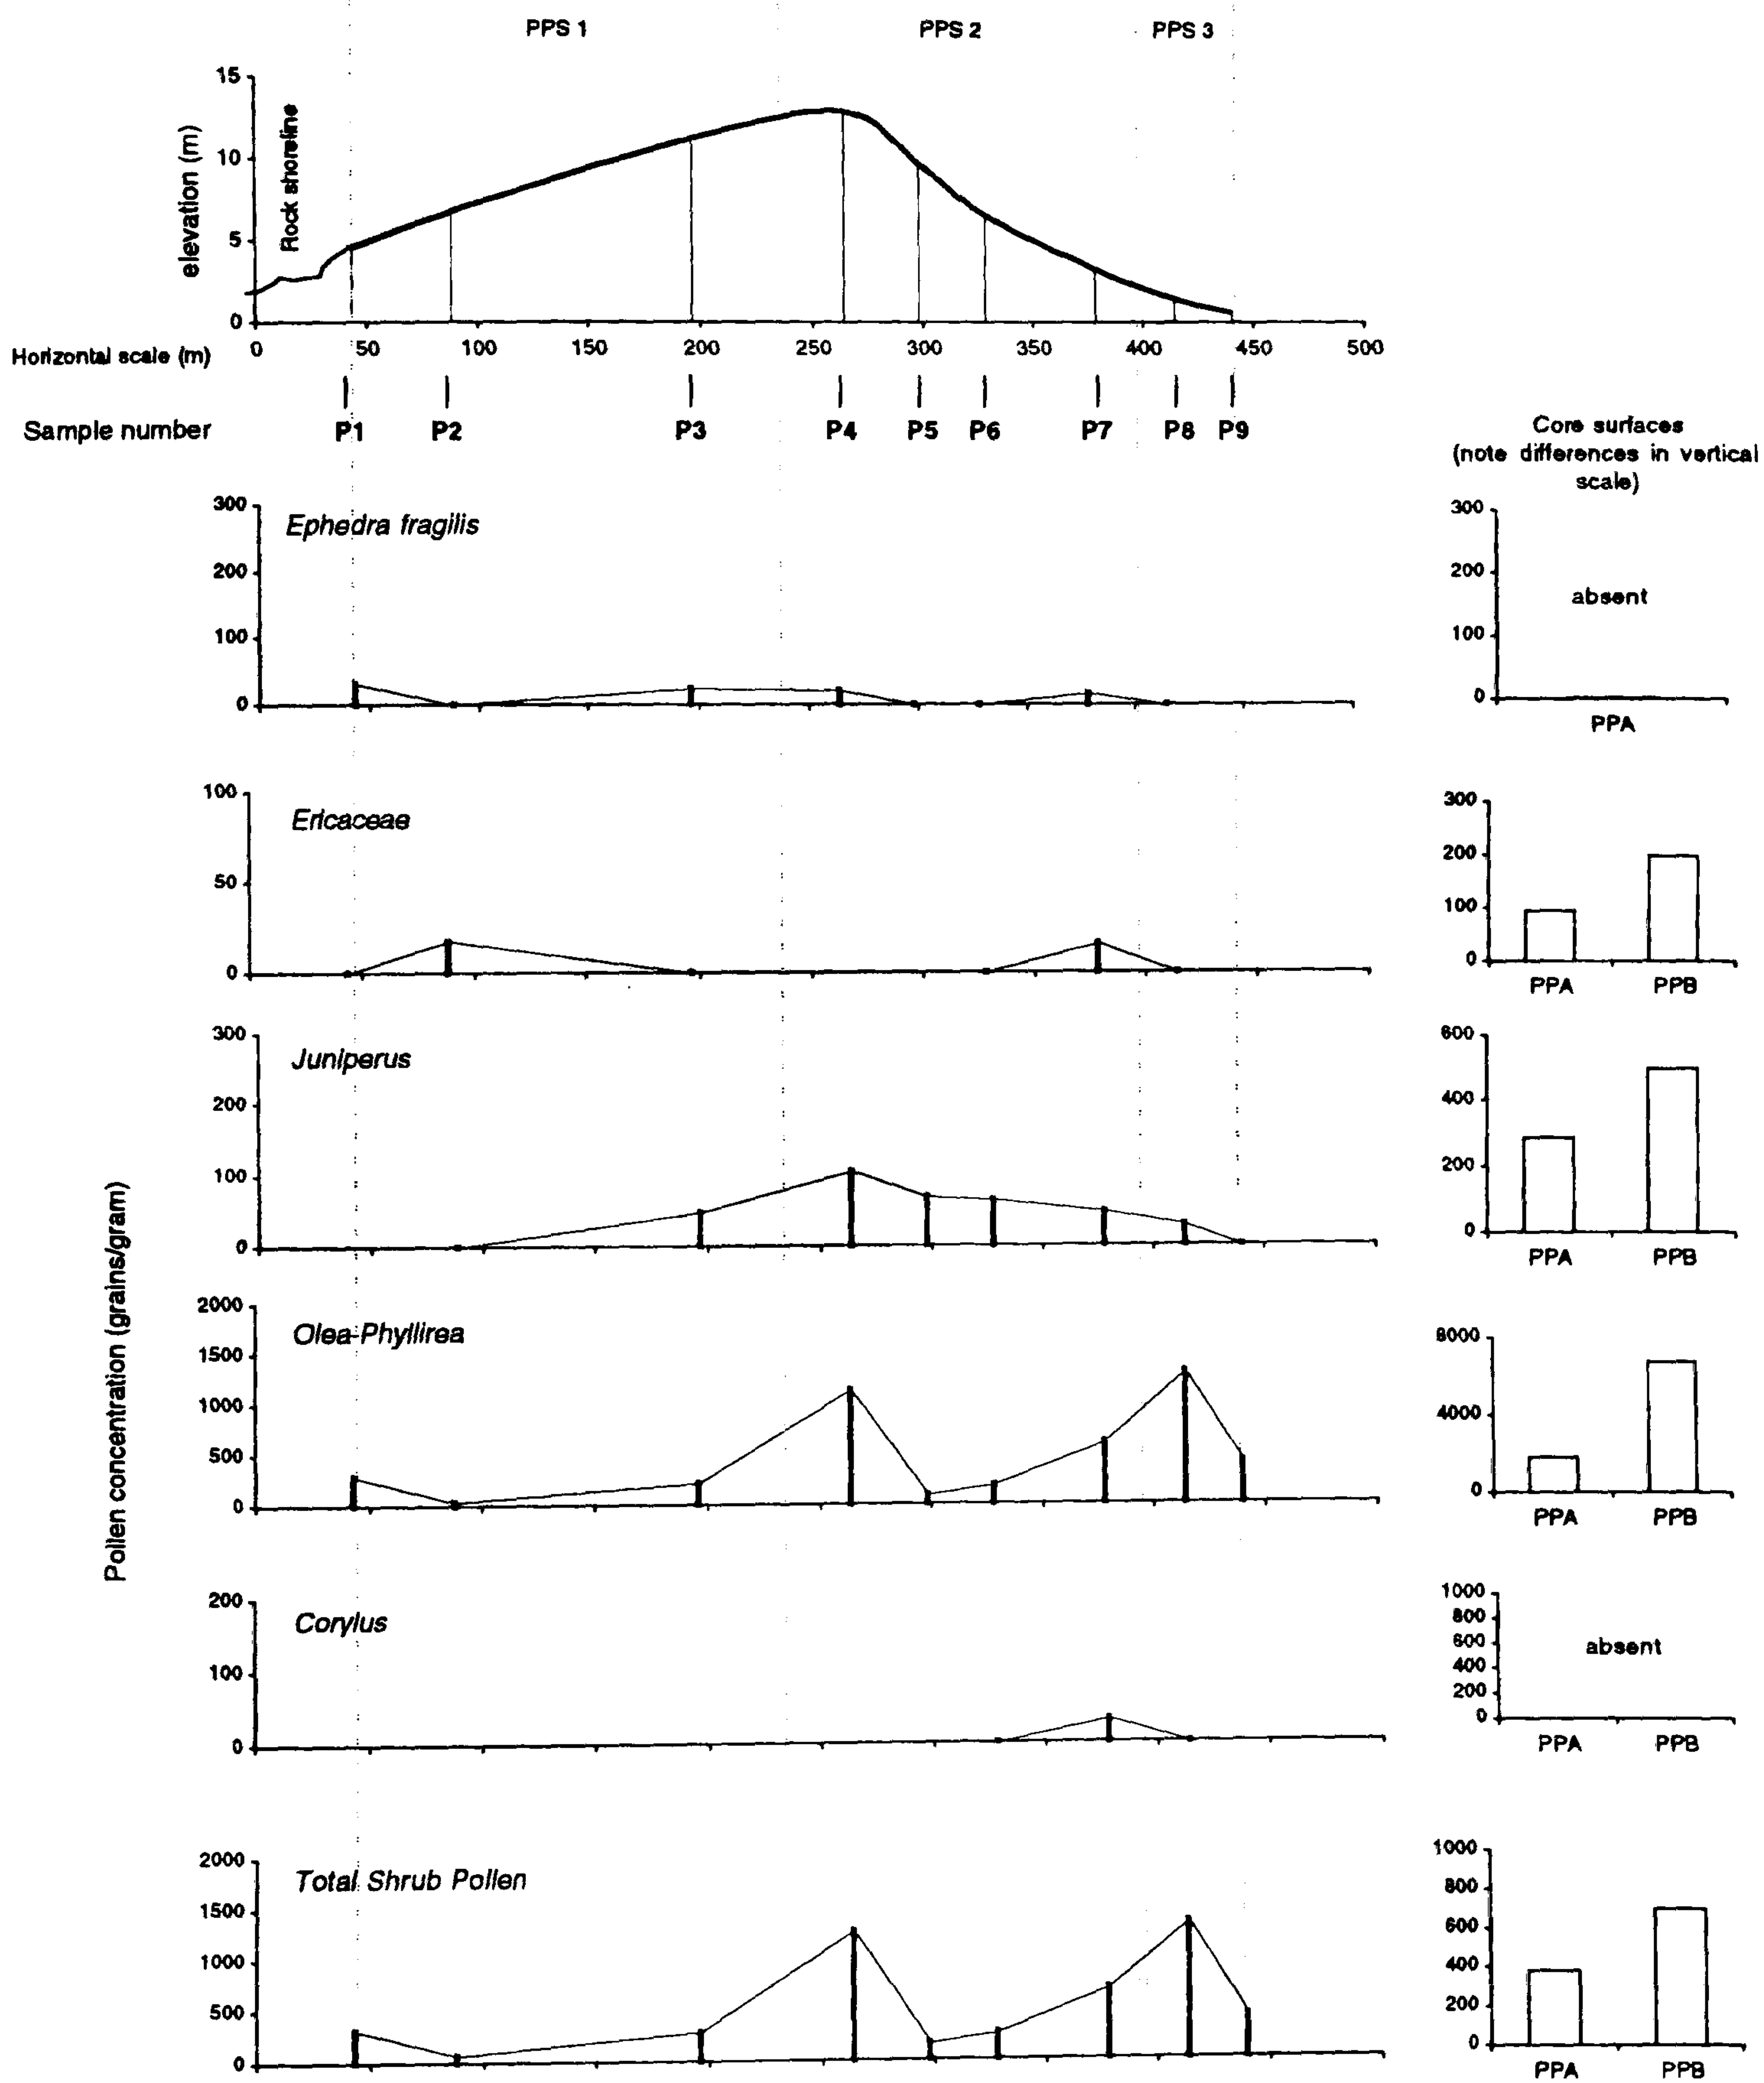 PPS 1 PPS 2 PPS 3
15
10
5
0
elevation (m)
Rock shoreline
Horizontal scale (m) 0 50 100 150 200 250 300 350 400 450 500
Sample number P1 P2 P3 P4 P5 P6 P7 P8 P9
Core surfaces
(note differences in vertical
scale)
Pollen concentration (grains/gram)
Ephedra fragilis
300
200
100
0
300
200
100
0
absent
PPA
Ericaceae
100
50
0
300
200
100
0
PPA PPB
Juniperus
300
200
100
0
600
400
200
0
PPA PPB
Olea-Phyllirea
2000
1500
1000
500
0
8000
4000
0
PPA PPB
Corylus
200
100
0
1000
800
600
400
200
0
absent
PPA PPB
Total Shrub Pollen
2000
1500
1000
500
0
1000
800
600
400
200
0
PPA PPB